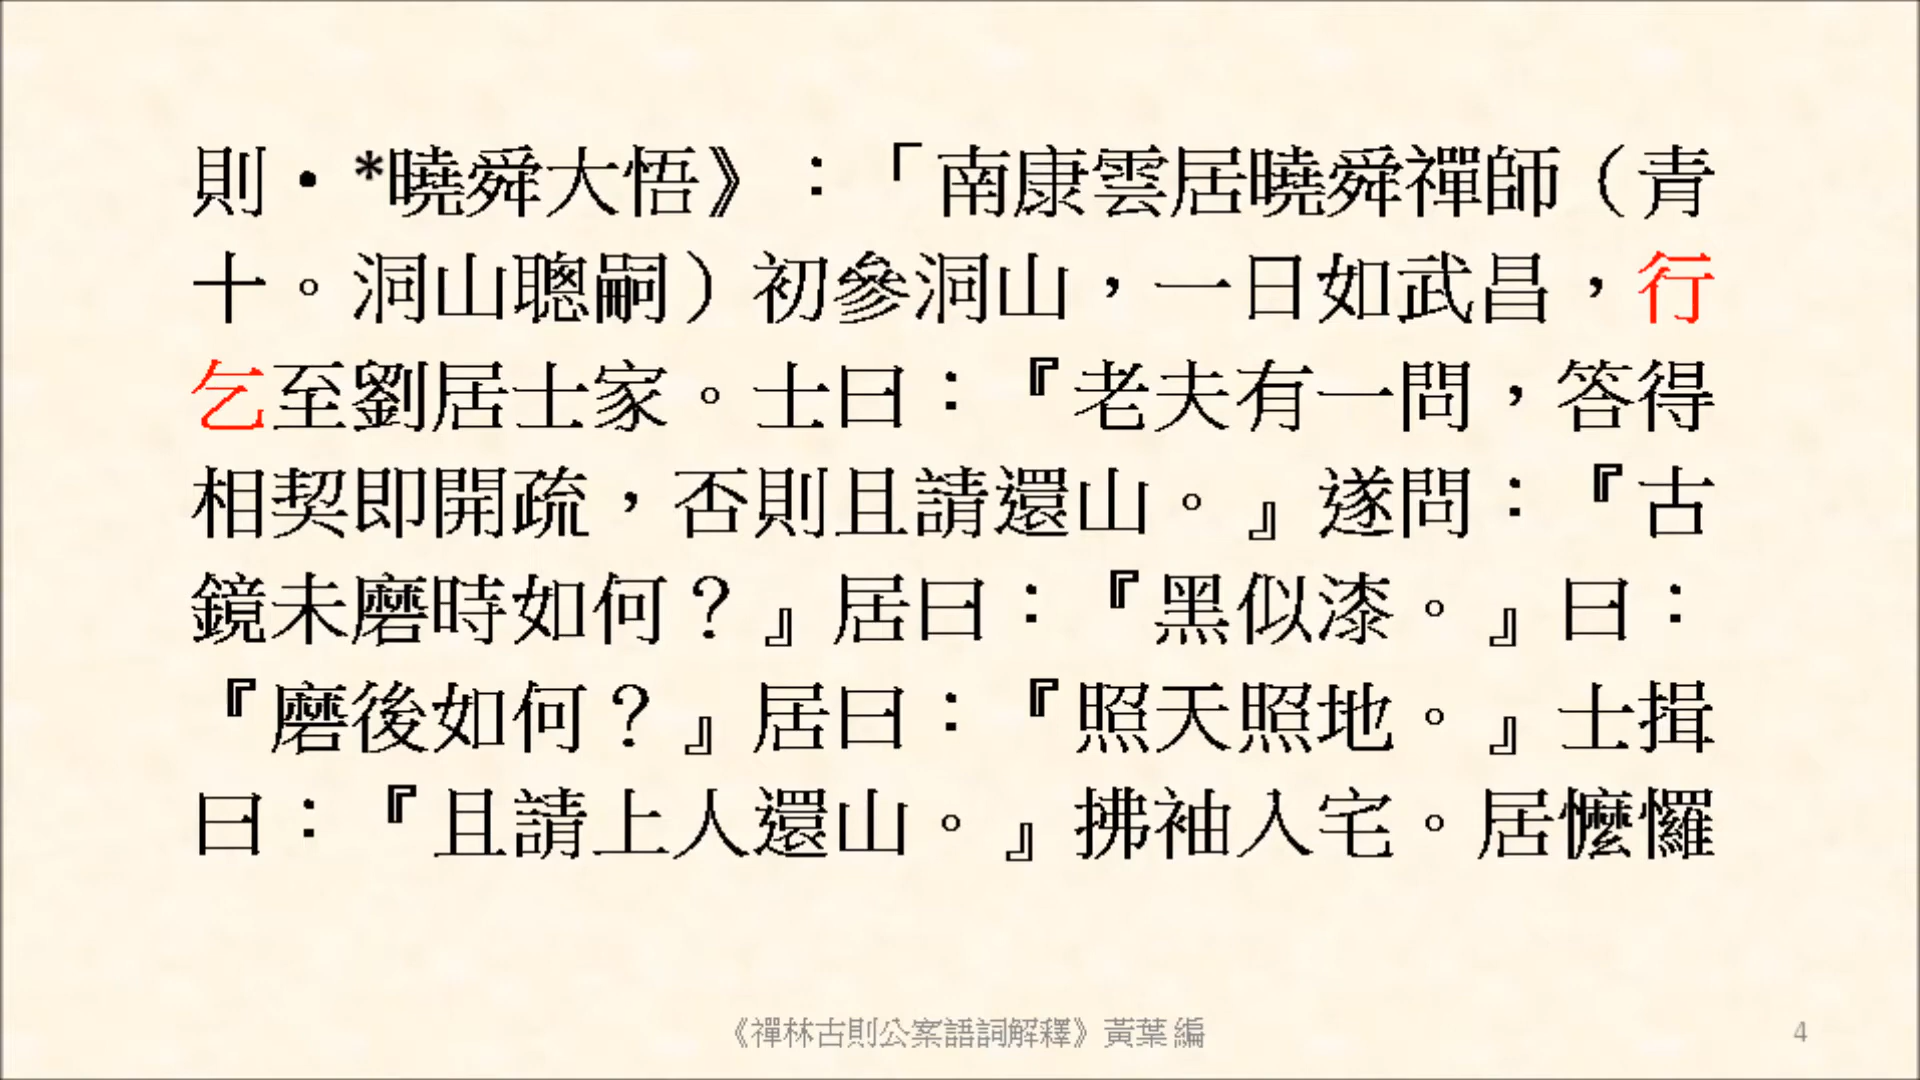 則•*曉舜大悟》：「南康雲居曉舜禪師（青
十。洞山聰嗣）初參洞山，一日如武昌，行
乞至劉居士家。士曰：『老夫有一問，答得
相契即開疏，否則且請還山。』遂問：『古
鏡未磨時如何？』居曰：『黑似漆。』曰：
『磨後如何？』居曰：『照天照地。』士揖
曰：『且請上人還山。』拂袖入宅。居懡㦬
《禪林古則公案語詞解釋》黃葉 編
4